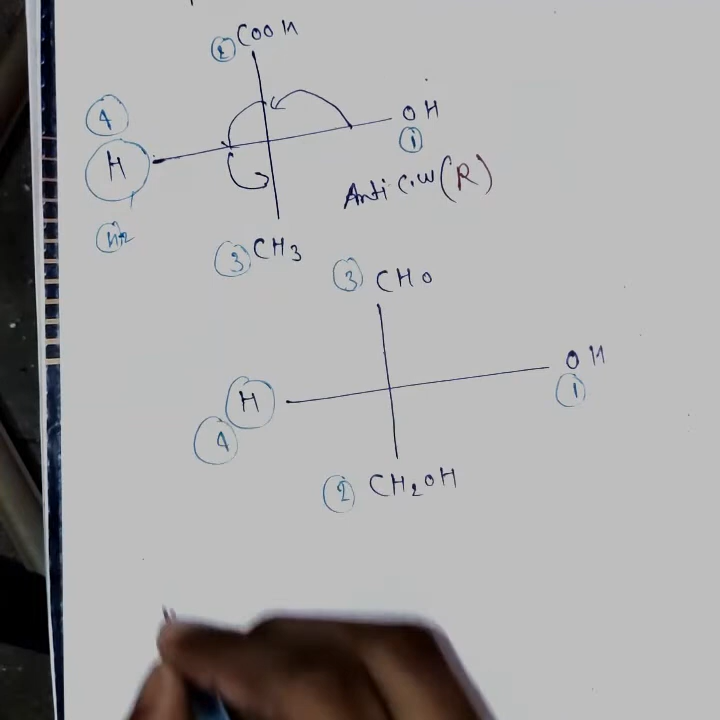 ② COOH
④
OH
①
H
Anti C.W (R)
③ CH3
③ CHO
OH
①
H
④
② CH2OH